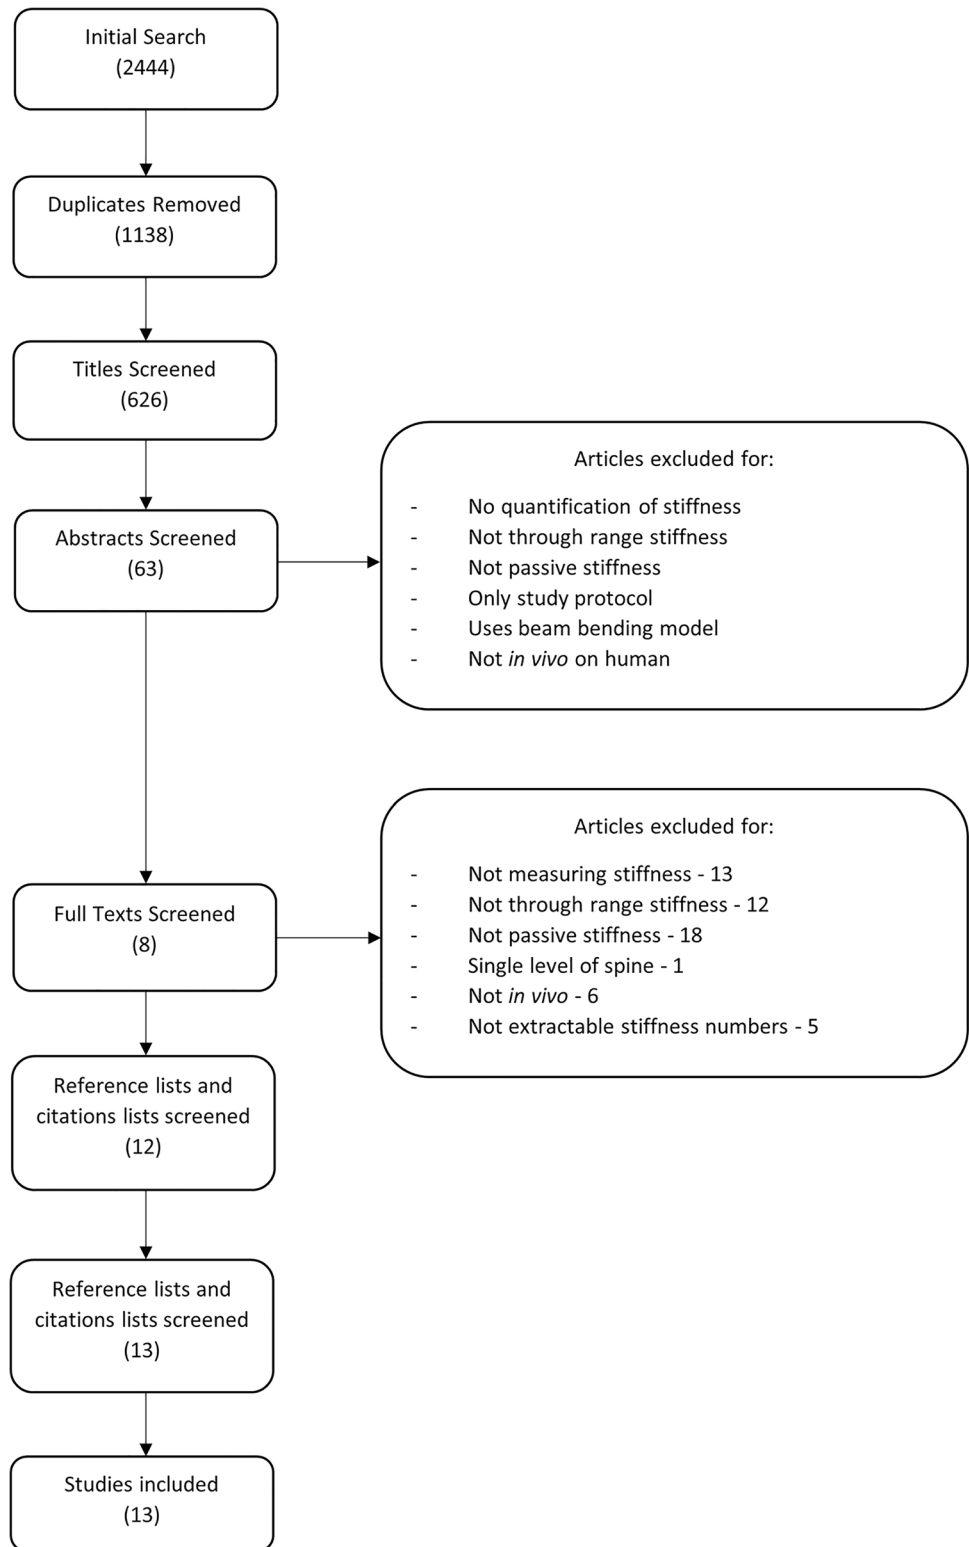 Initial Search
(2444)
Duplicates Removed
(1138)
Titles Screened
(626)
Abstracts Screened
(63)
Articles excluded for:
- No quantification of stiffness
- Not through range stiffness
- Not passive stiffness
- Only study protocol
- Uses beam bending model
- Not in vivo on human
Full Texts Screened
(8)
Articles excluded for:
- Not measuring stiffness - 13
- Not through range stiffness - 12
- Not passive stiffness - 18
- Single level of spine - 1
- Not in vivo - 6
- Not extractable stiffness numbers - 5
Reference lists and
citations lists screened
(12)
Reference lists and
citations lists screened
(13)
Studies included
(13)